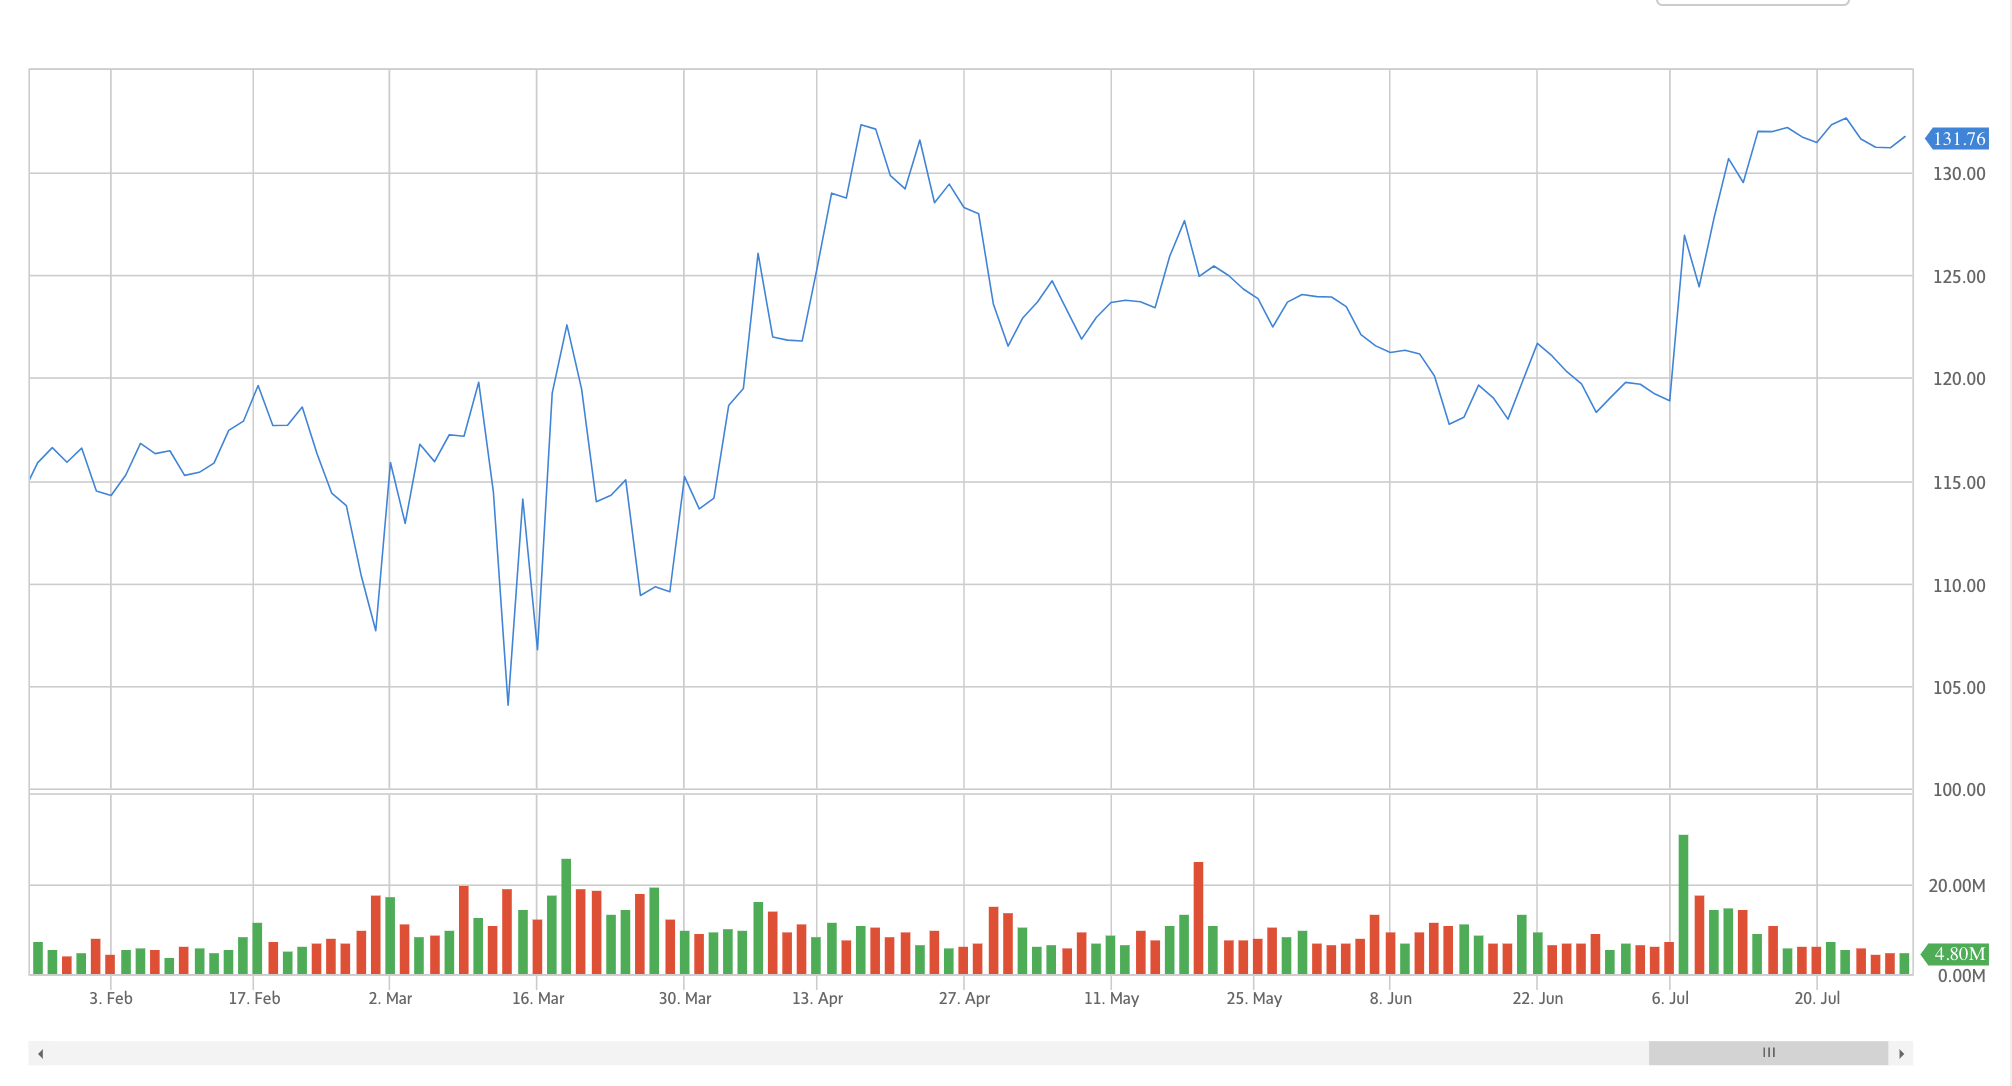 131.76
130.00
125.00
120.00
115.00
110.00
105.00
100.00
20.00M
4.80M
0.00M
3. Feb 17. Feb 2. Mar 16. Mar 30. Mar 13. Apr 27. Apr 11. May 25. May 8. Jun 22. Jun 6. Jul 20. Jul